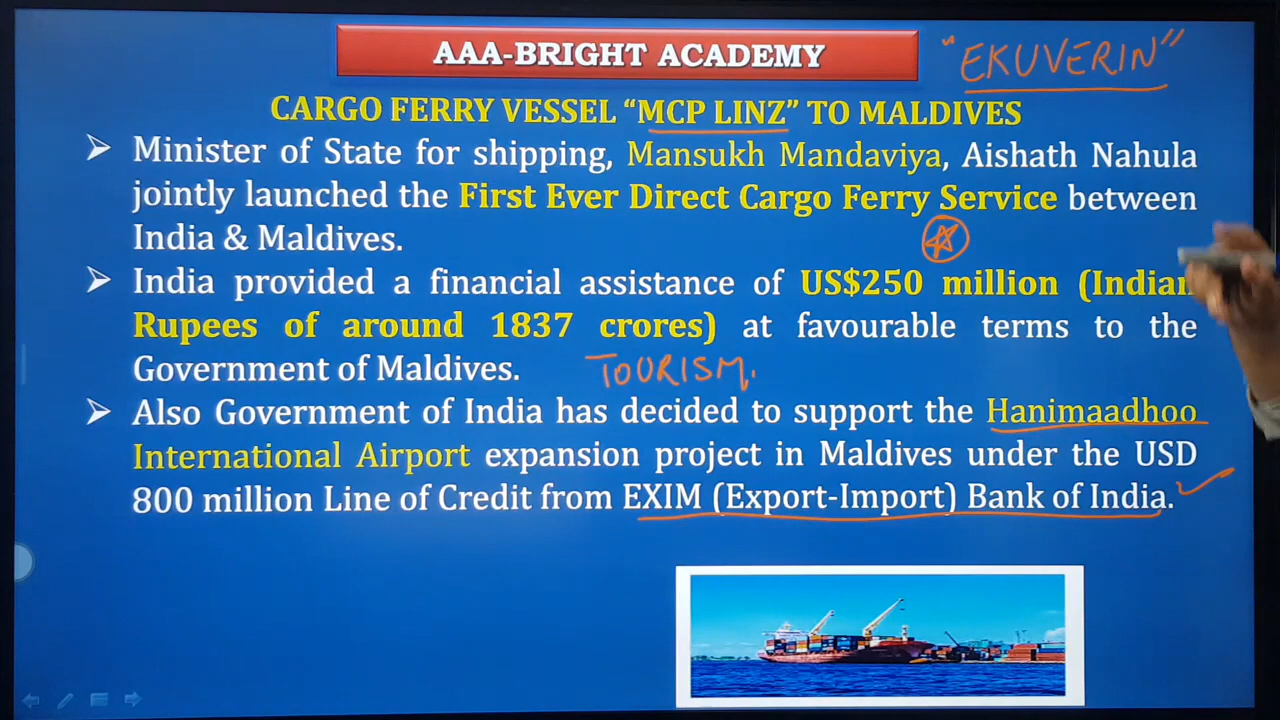 AAA-BRIGHT ACADEMY
"EKUVERIN"
CARGO FERRY VESSEL “MCP LINZ” TO MALDIVES
Minister of State for shipping, Mansukh Mandaviya, Aishath Nahula
jointly launched the First Ever Direct Cargo Ferry Service between
India & Maldives.
India provided a financial assistance of US$250 million (Indian
Rupees of around 1837 crores) at favourable terms to the
Government of Maldives.
TOURISM.
Also Government of India has decided to support the Hanimaadhoo
International Airport expansion project in Maldives under the USD
800 million Line of Credit from EXIM (Export-Import) Bank of India.